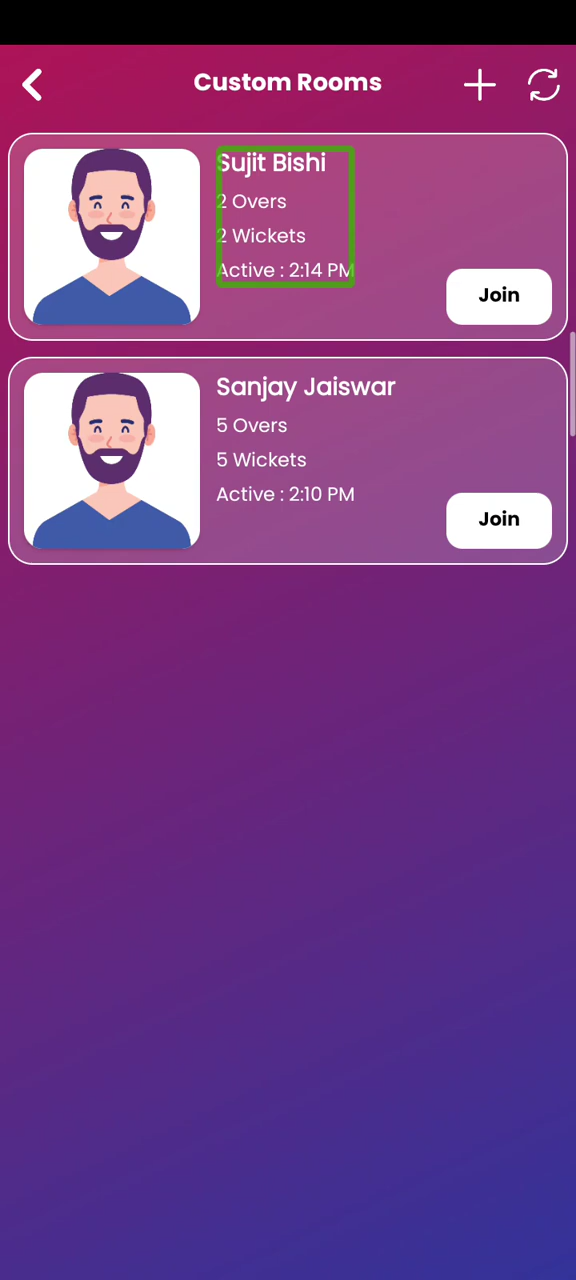 Custom Rooms
Sujit Bishi
2 Overs
2 Wickets
Active : 2:14 PM
Join
Sanjay Jaiswar
5 Overs
5 Wickets
Active : 2:10 PM
Join